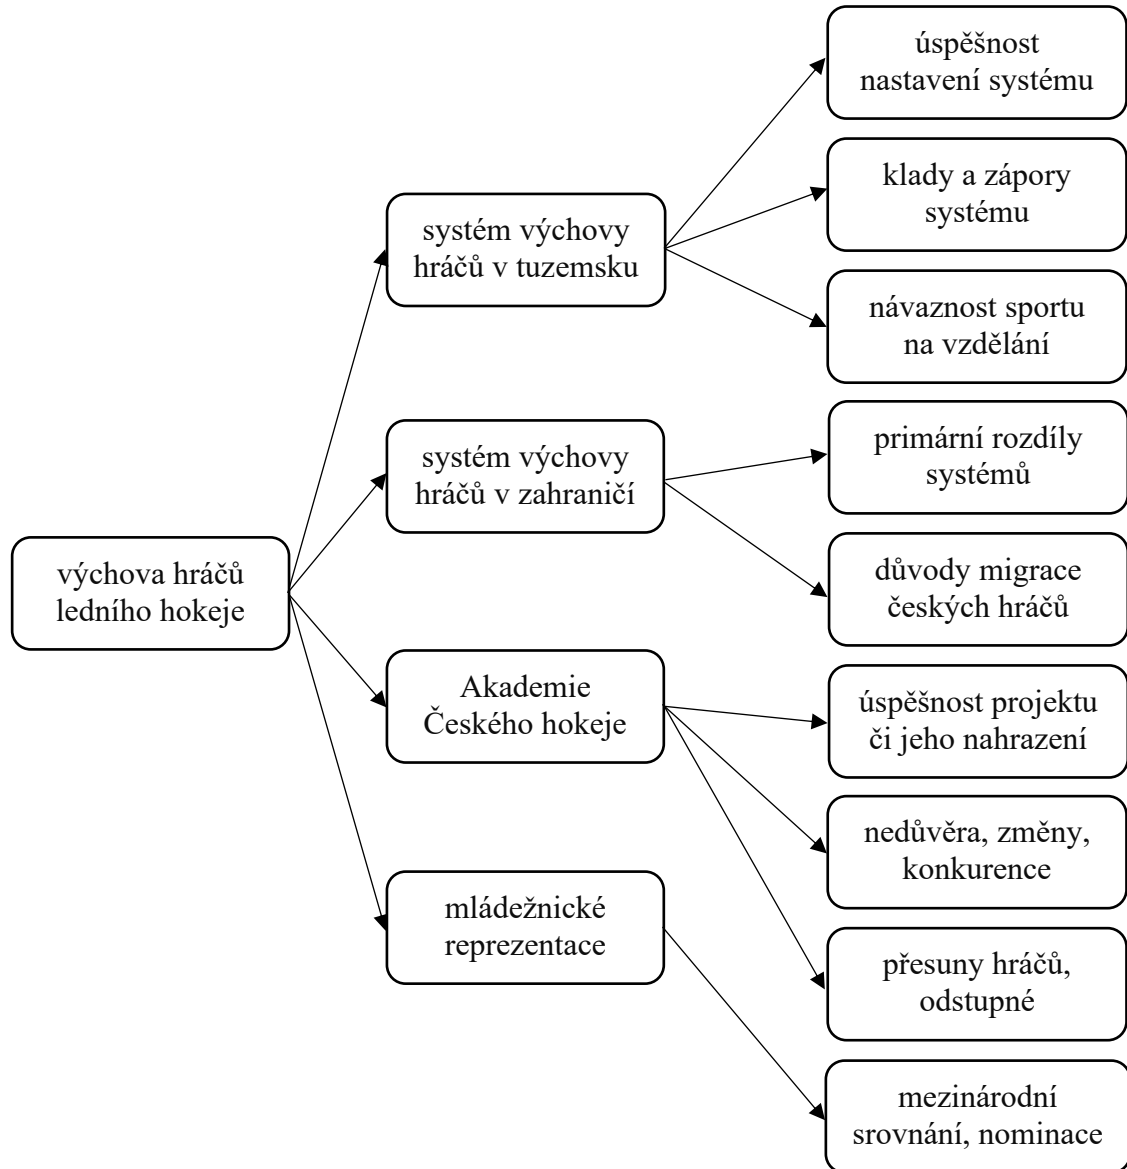 výchova hráčů
ledního hokeje
systém výchovy
hráčů v tuzemsku
systém výchovy
hráčů v zahraničí
Akademie
Českého hokeje
mládežnické
reprezentace
úspěšnost
nastavení systému
klady a zápory
systému
návaznost sportu
na vzdělání
primární rozdíly
systémů
důvody migrace
českých hráčů
úspěšnost projektu
či jeho nahrazení
nedůvěra, změny,
konkurence
přesuny hráčů,
odstupné
mezinárodní
srovnání, nominace